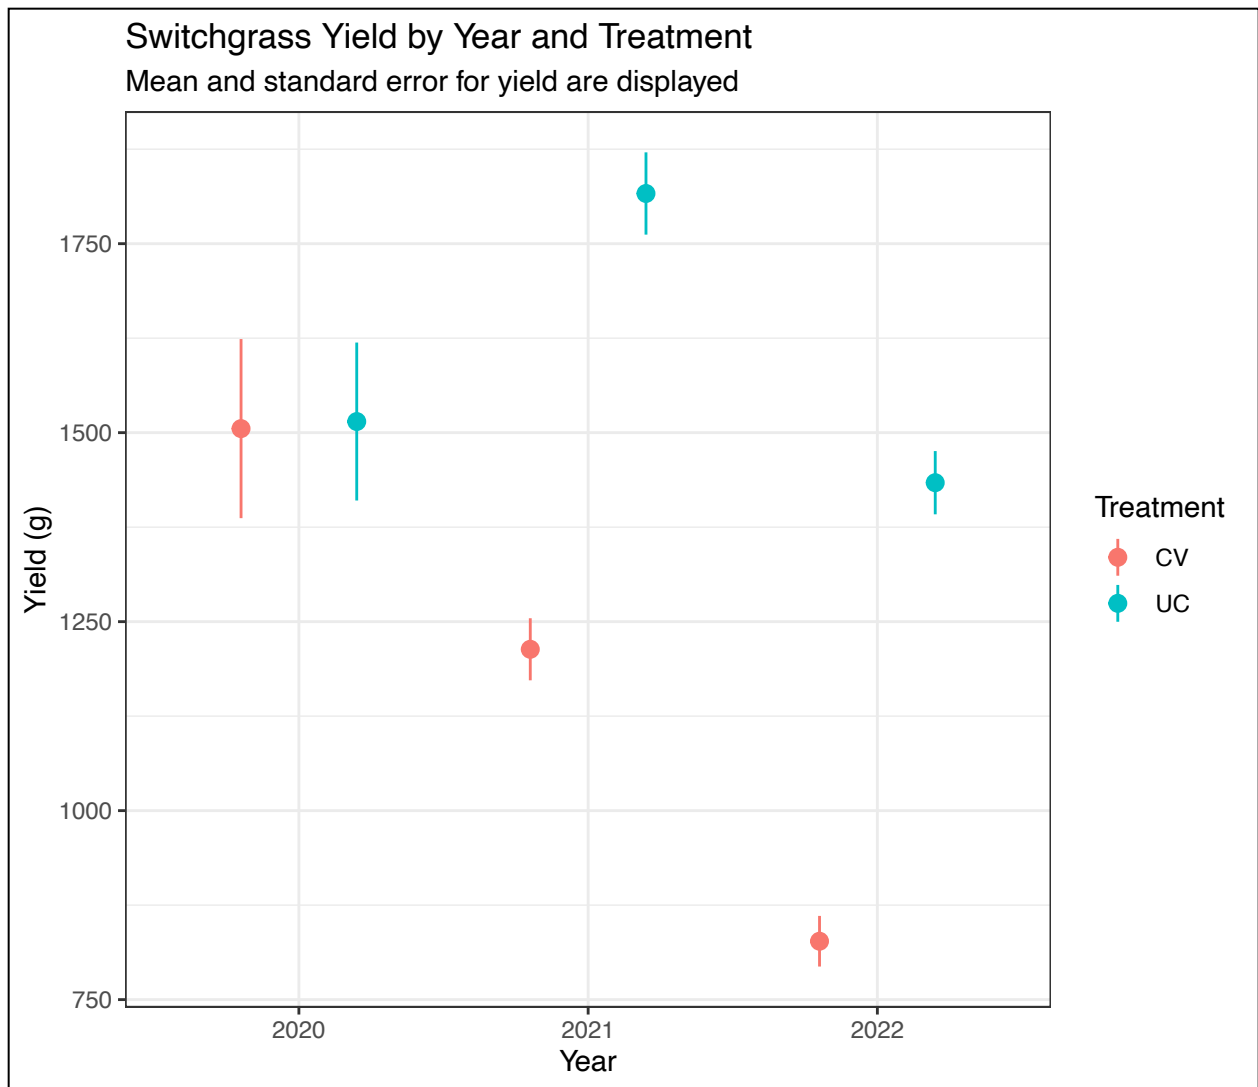 Switchgrass Yield by Year and Treatment
Mean and standard error for yield are displayed
1750
1500
1250
1000
750
Yield (g)
2020 2021 2022
Year
Treatment
CV
UC